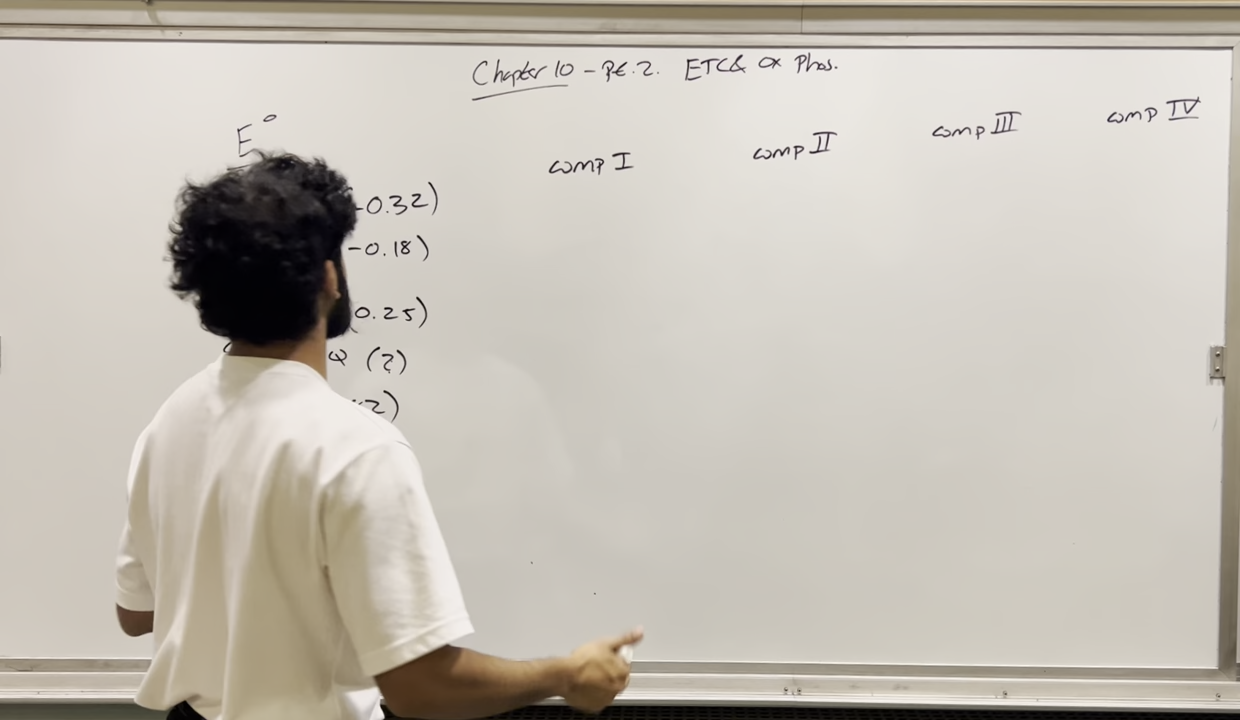 Chapter 10 - Pt. 2. ETC & Ox Phos.
E°
comp I
comp II
comp III
comp IV
-0.32)
-0.18)
0.25)
Q (?)